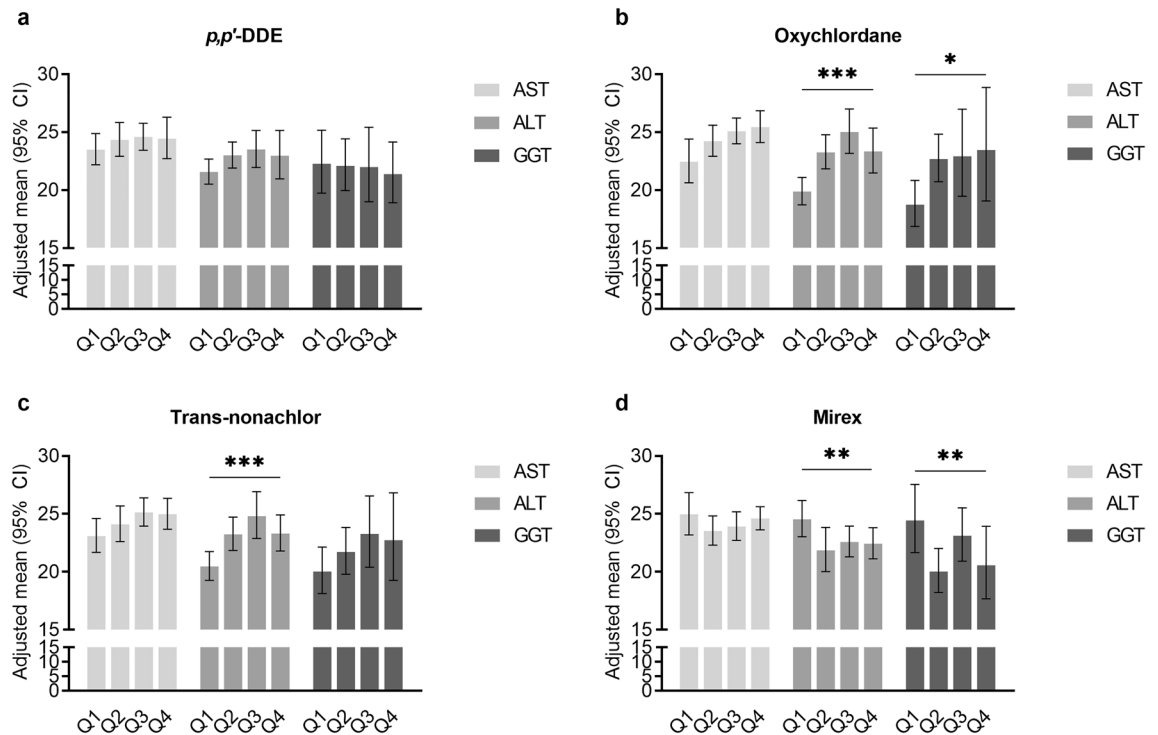 a
p,p′-DDE
Adjusted mean (95% CI)
30
25
20
15
15
10
5
0
Q1 Q2 Q3 Q4 Q1 Q2 Q3 Q4 Q1 Q2 Q3 Q4
AST
ALT
GGT
b
Oxychlordane
Adjusted mean (95% CI)
30
25
20
15
15
10
5
0
*** *
Q1 Q2 Q3 Q4 Q1 Q2 Q3 Q4 Q1 Q2 Q3 Q4
AST
ALT
GGT
c
Trans-nonachlor
Adjusted mean (95% CI)
30
25
20
15
15
10
5
0
***
Q1 Q2 Q3 Q4 Q1 Q2 Q3 Q4 Q1 Q2 Q3 Q4
AST
ALT
GGT
d
Mirex
Adjusted mean (95% CI)
30
25
20
15
15
10
5
0
** **
Q1 Q2 Q3 Q4 Q1 Q2 Q3 Q4 Q1 Q2 Q3 Q4
AST
ALT
GGT